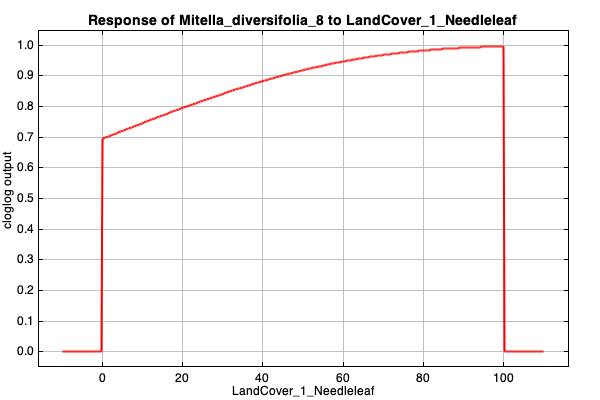 Response of Mitella_diversifolia_8 to LandCover_1_Needleleaf
1.0
0.9
0.8
0.7
0.6
0.5
0.4
0.3
0.2
0.1
0.0
cloglog output
0 20 40 60 80 100
LandCover_1_Needleleaf